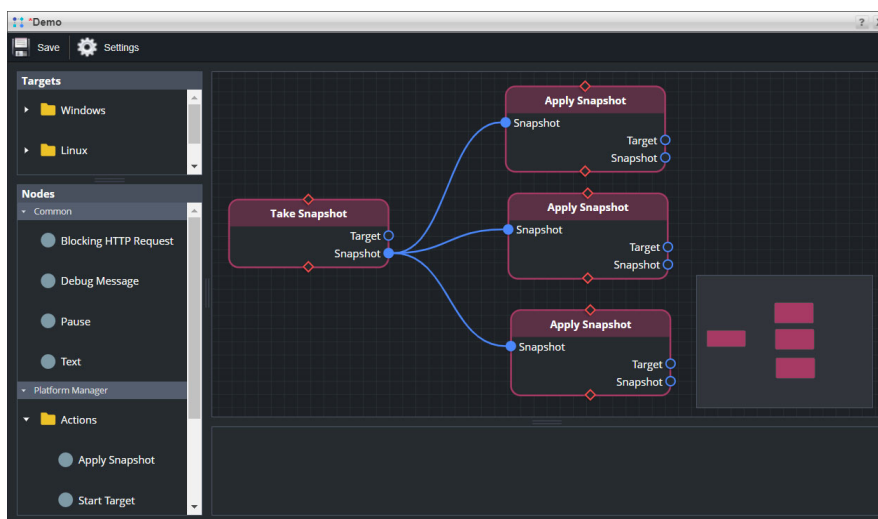 *Demo
?
Save
Settings
Targets
Windows
Linux
Nodes
Common
Blocking HTTP Request
Debug Message
Pause
Text
Platform Manager
Actions
Apply Snapshot
Start Target
Take Snapshot
Target
Snapshot
Apply Snapshot
Snapshot
Target
Snapshot
Apply Snapshot
Snapshot
Target
Snapshot
Apply Snapshot
Snapshot
Target
Snapshot